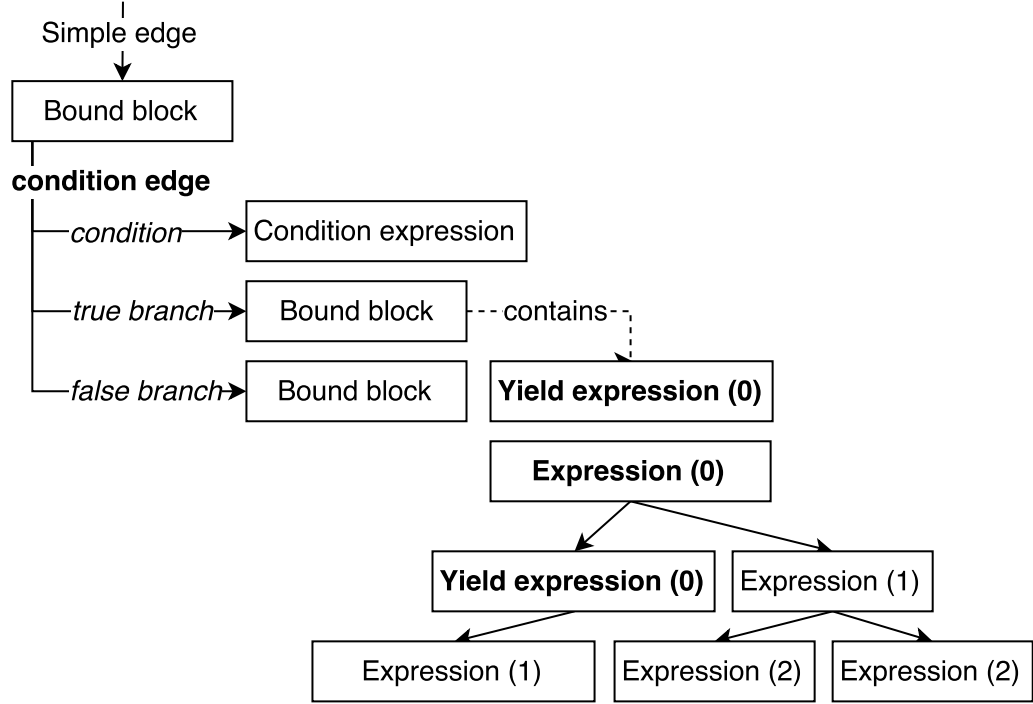 Simple edge
Bound block
condition edge
condition
Condition expression
true branch
Bound block
contains
false branch
Bound block
Yield expression (0)
Expression (0)
Yield expression (0)
Expression (1)
Expression (1)
Expression (2)
Expression (2)